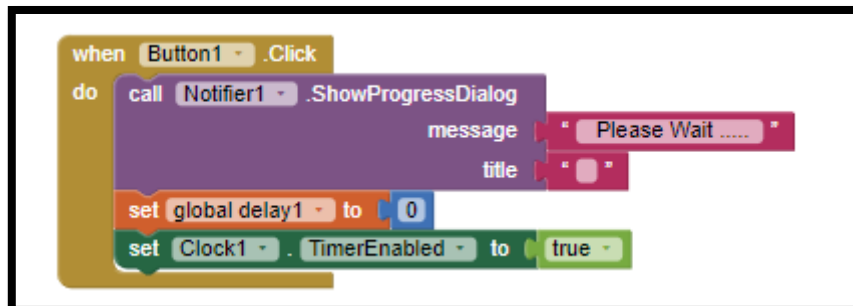 when Button1 .Click
do call Notifier1 .ShowProgressDialog
message " Please Wait ..... "
title " "
set global delay1 to 0
set Clock1 . TimerEnabled to true